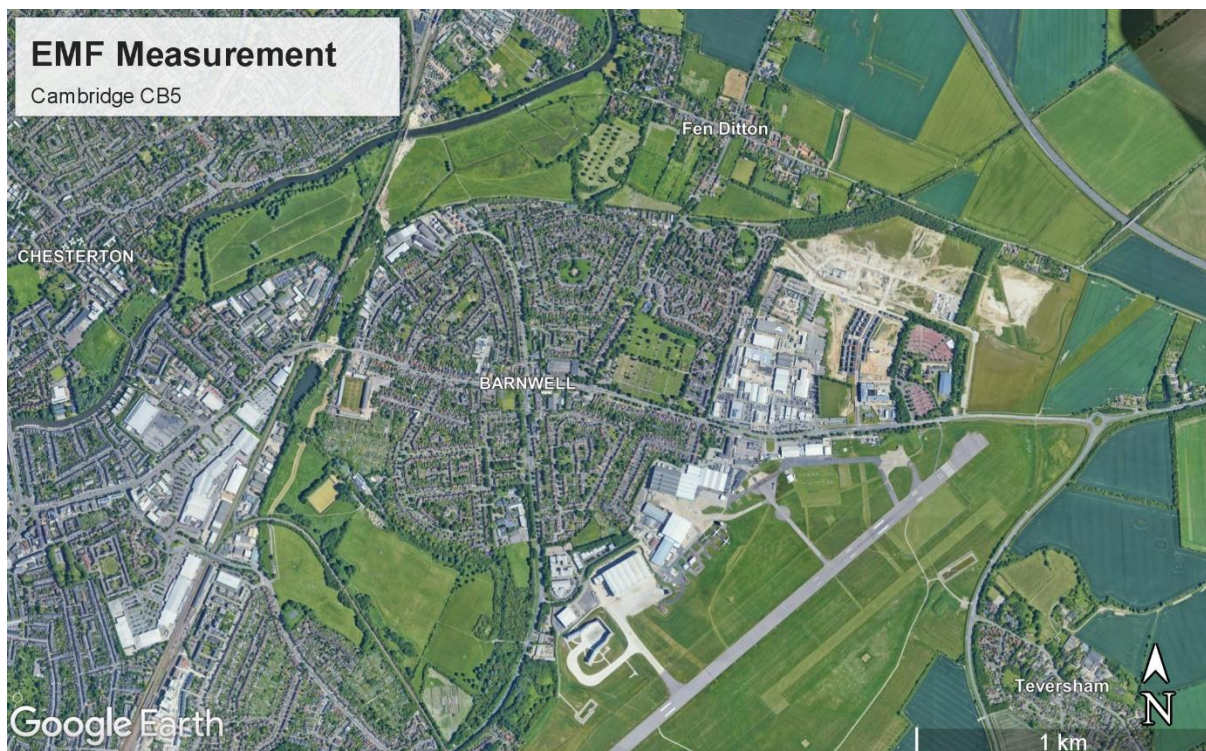 EMF Measurement
Cambridge CB5
Fen Ditton
CHESTERTON
BARNWELL
Teversham
N
Google Earth
1 km